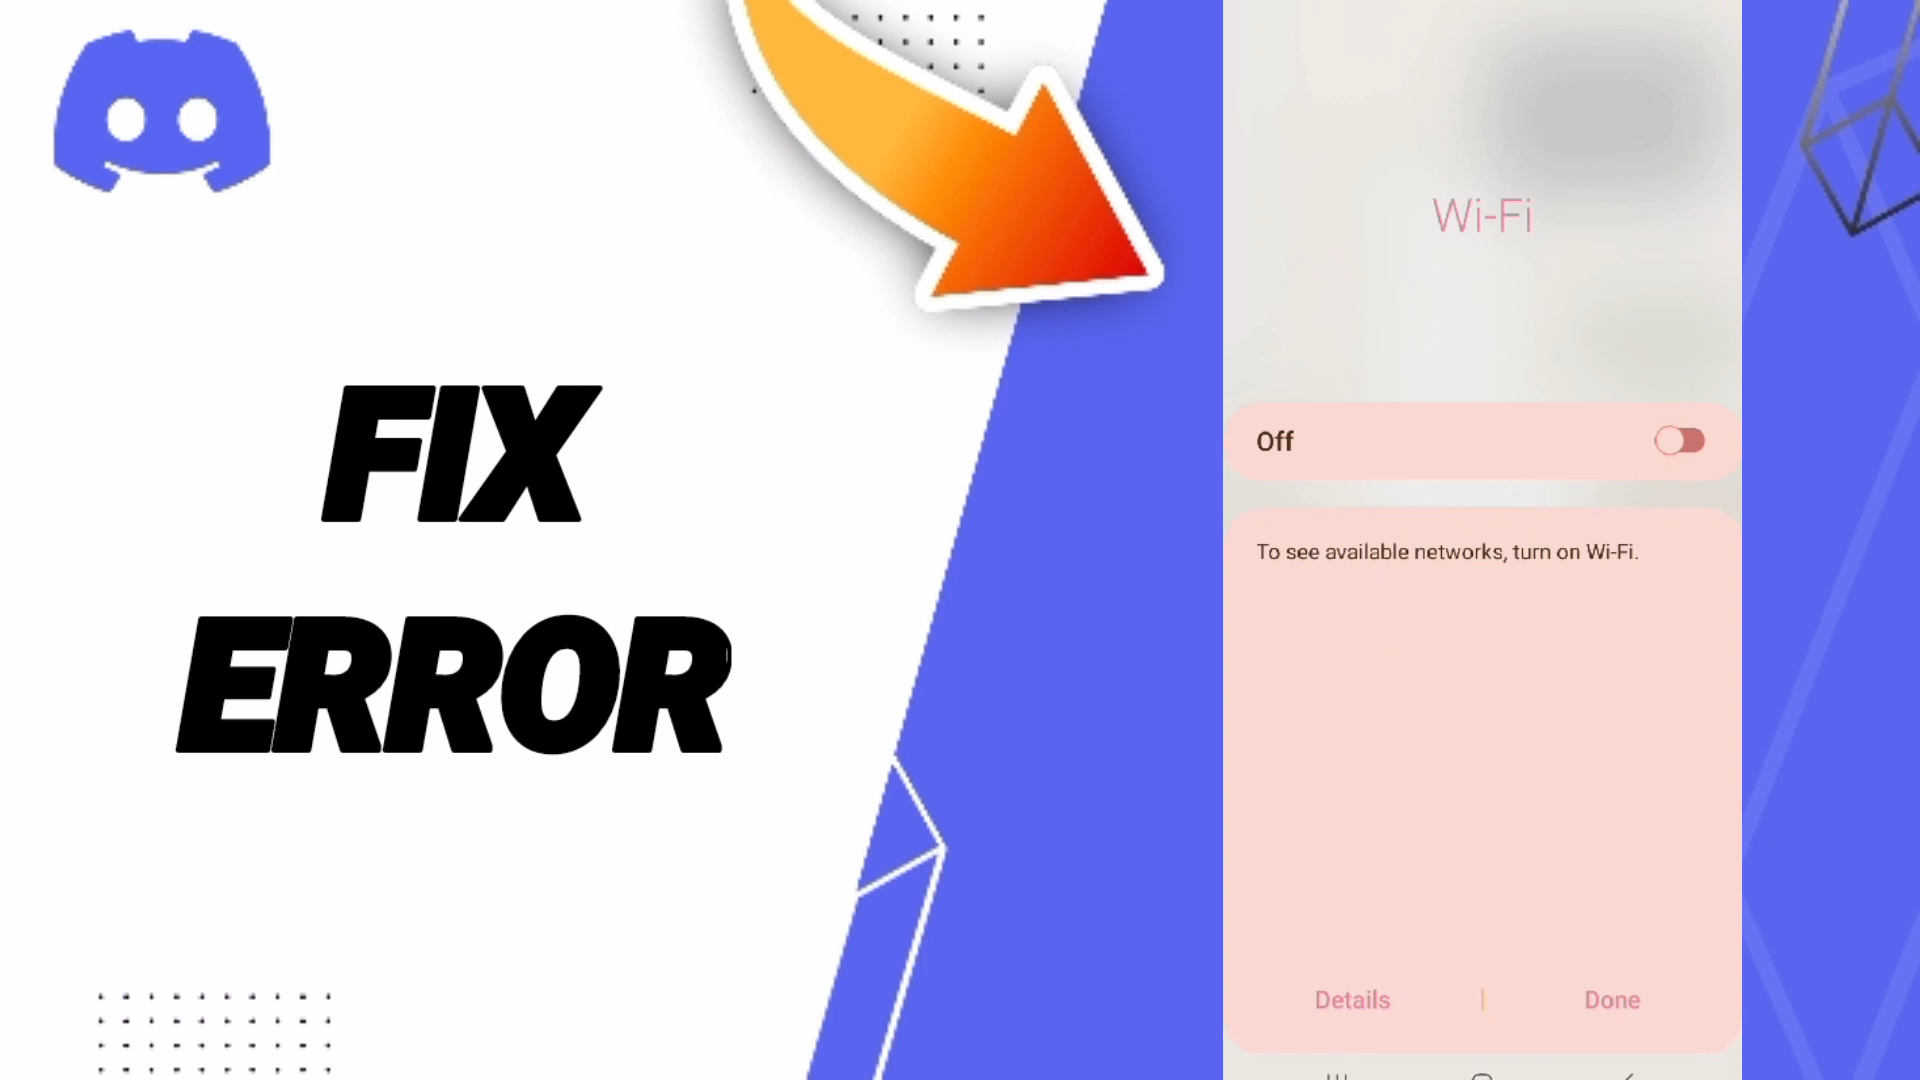 FIX
ERROR
Wi-Fi
Off
To see available networks, turn on Wi-Fi.
Details
Done